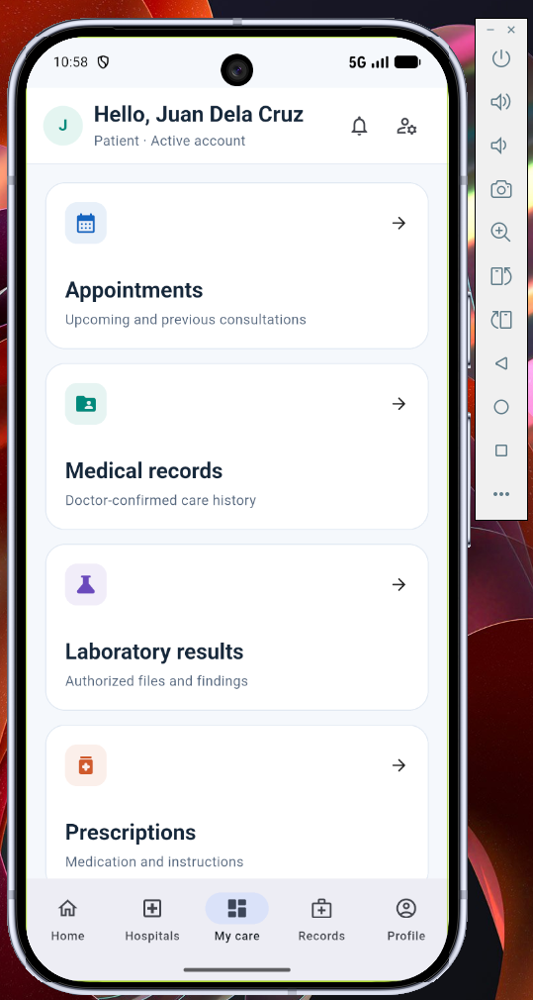 10:58
5G
J
Hello, Juan Dela Cruz
Patient · Active account
Appointments
Upcoming and previous consultations
Medical records
Doctor-confirmed care history
Laboratory results
Authorized files and findings
Prescriptions
Medication and instructions
Home
Hospitals
My care
Records
Profile